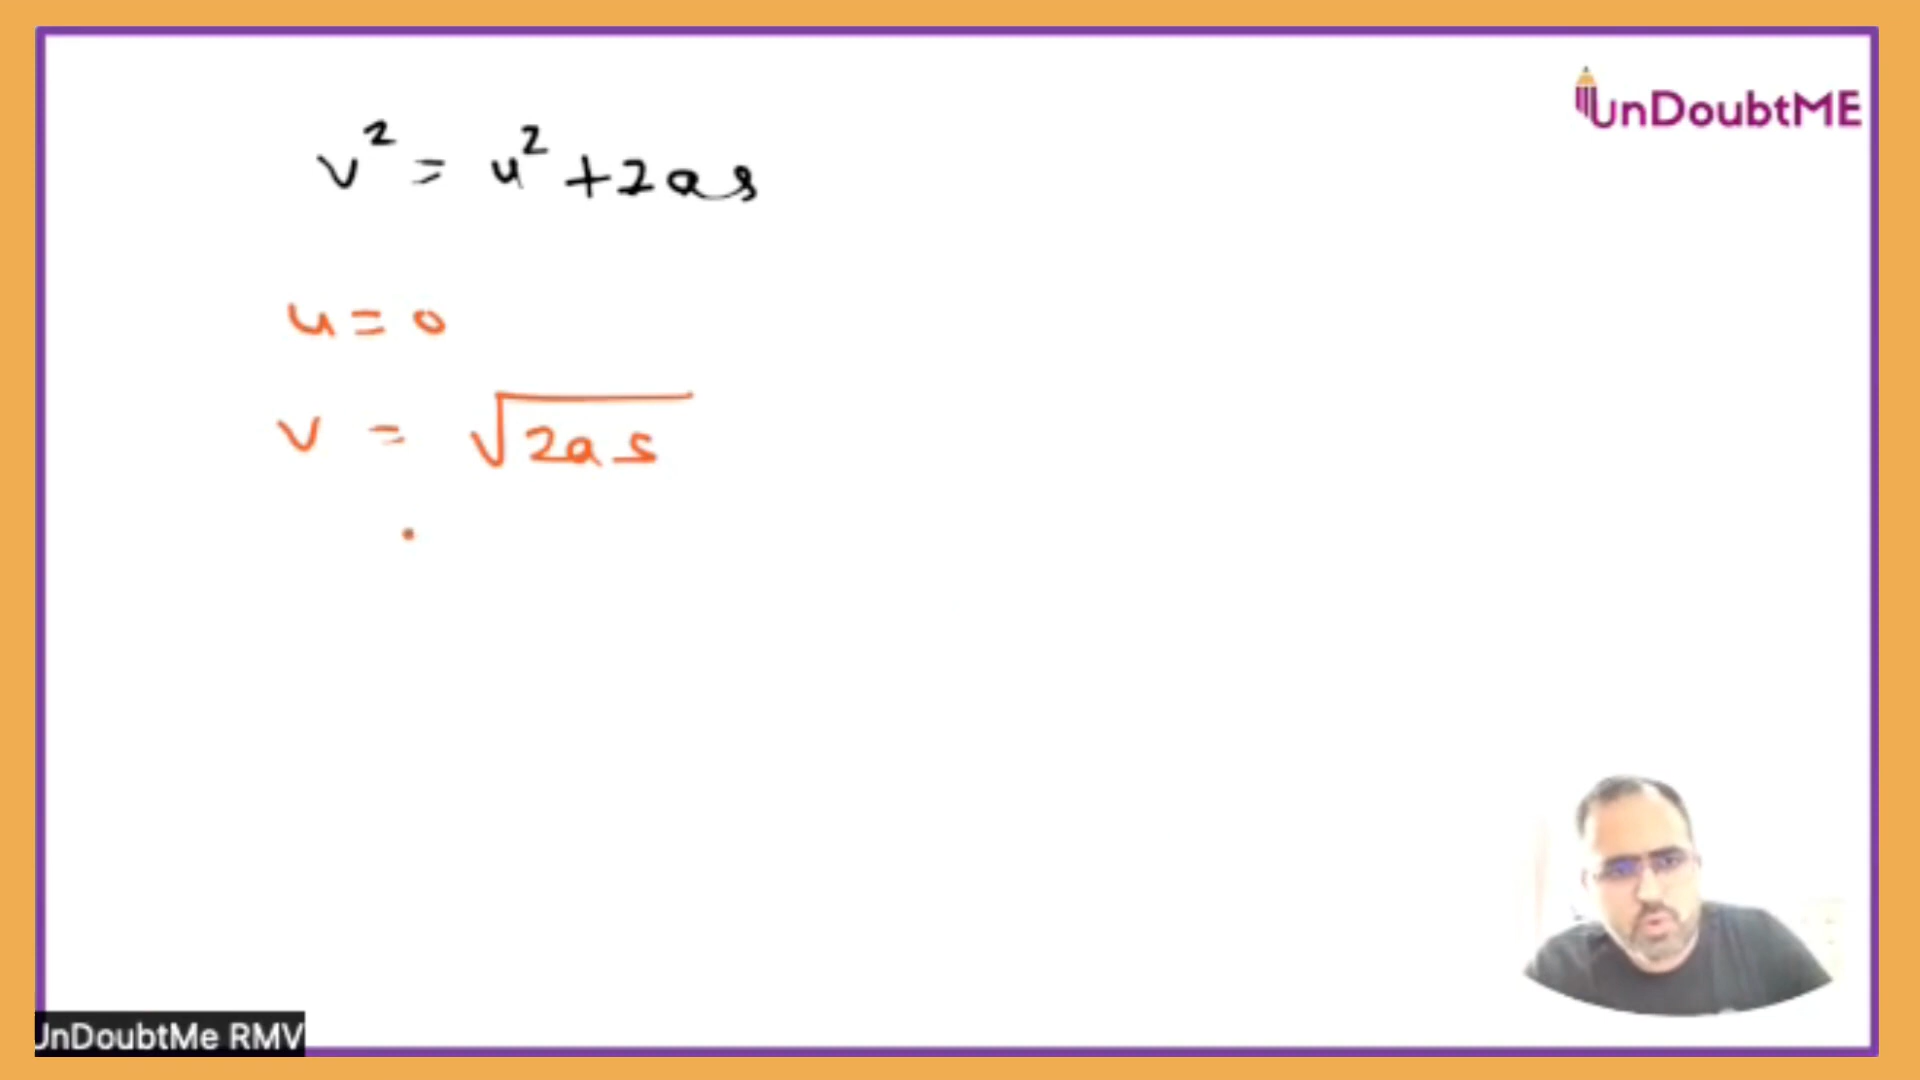 UnDoubtME
v² = u² + 2as
u = 0
v = √2as
UnDoubtMe RMV